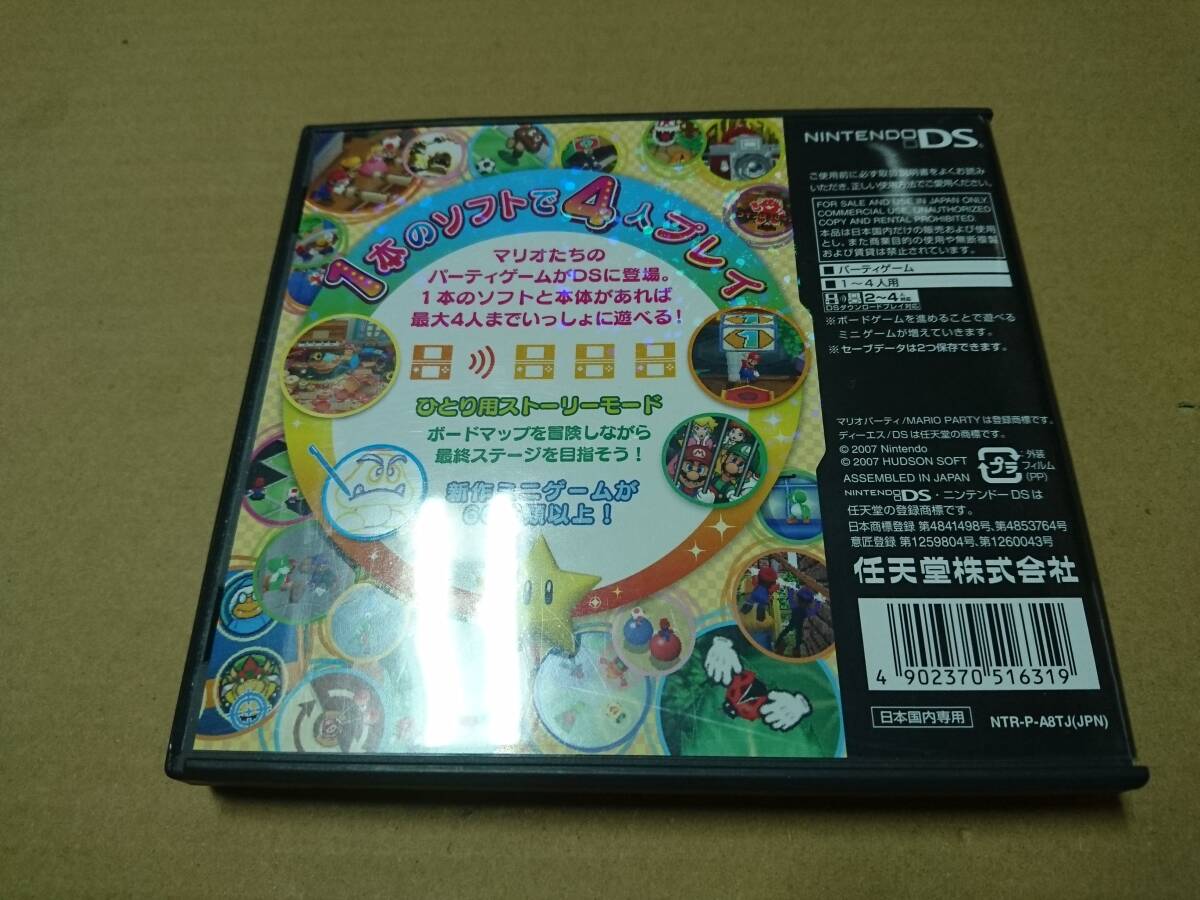 1本のソフトで4人プレイ
マリオたちの
パーティゲームがDSに登場。
1本のソフトと本体があれば
最大4人までいっしょに遊べる!
ひとり用ストーリーモード
ボードマップを冒険しながら
最終ステージを目指そう!
新作ミニゲームが
以上!
NINTENDO DS
ご使用前に必ず取扱説明書をよくお読み
いただき、正しい使用方法でご愛用ください。
FOR SALE AND USE IN JAPAN ONLY.
COMMERCIAL USE, UNAUTHORIZED
COPY AND RENTAL PROHIBITED.
本品は日本国内だけの販売および使用
とし、また商業目的の使用や無断複製
および賃貸は禁止されています。
■パーティゲーム
■1〜4人用
2〜4人対応
DSダウンロードプレイ対応
※ボードゲームを進めることで遊べる
ミニゲームが増えていきます。
※セーブデータは2つ保存できます。
マリオパーティ/MARIO PARTYは登録商標です。
ディーエス/DSは任天堂の商標です。
© 2007 Nintendo
© 2007 HUDSON SOFT
ASSEMBLED IN JAPAN
プラ
外装
フィルム
(PP)
NINTENDO DS・ニンテンドーDSは
任天堂の登録商標です。
日本商標登録 第4841498号、第4853764号
意匠登録 第1259804号、第1260043号
任天堂株式会社
4 902370 516319
日本国内専用
NTR-P-A8TJ(JPN)